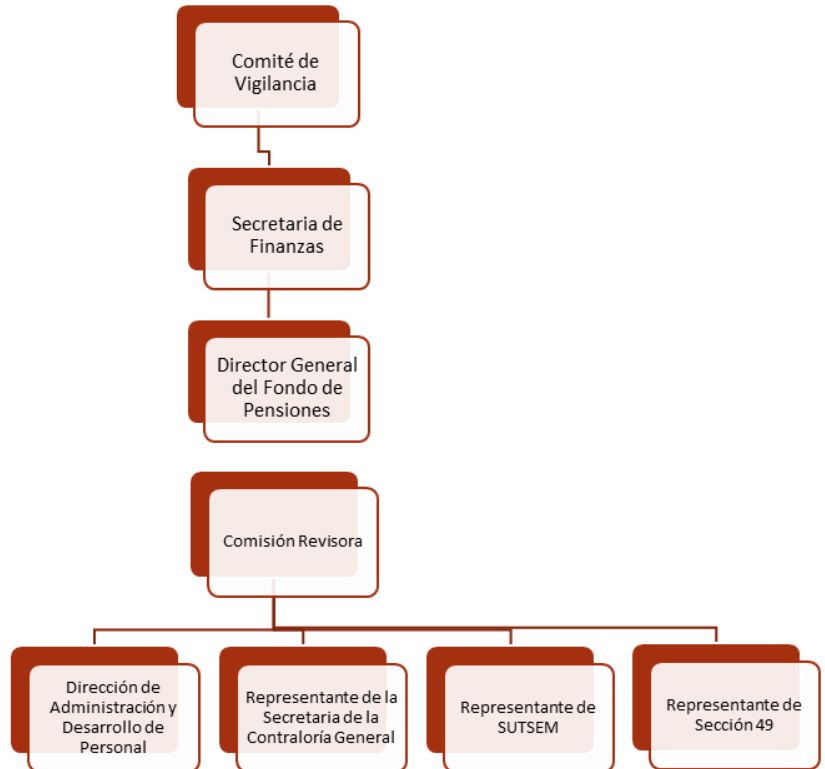 Comité de
Vigilancia
Secretaria de
Finanzas
Director General
del Fondo de
Pensiones
Comisión Revisora
Dirección de
Administración y
Desarrollo de
Personal
Representante de la
Secretaria de la
Contraloría General
Representante de
SUTSEM
Representante de
Sección 49